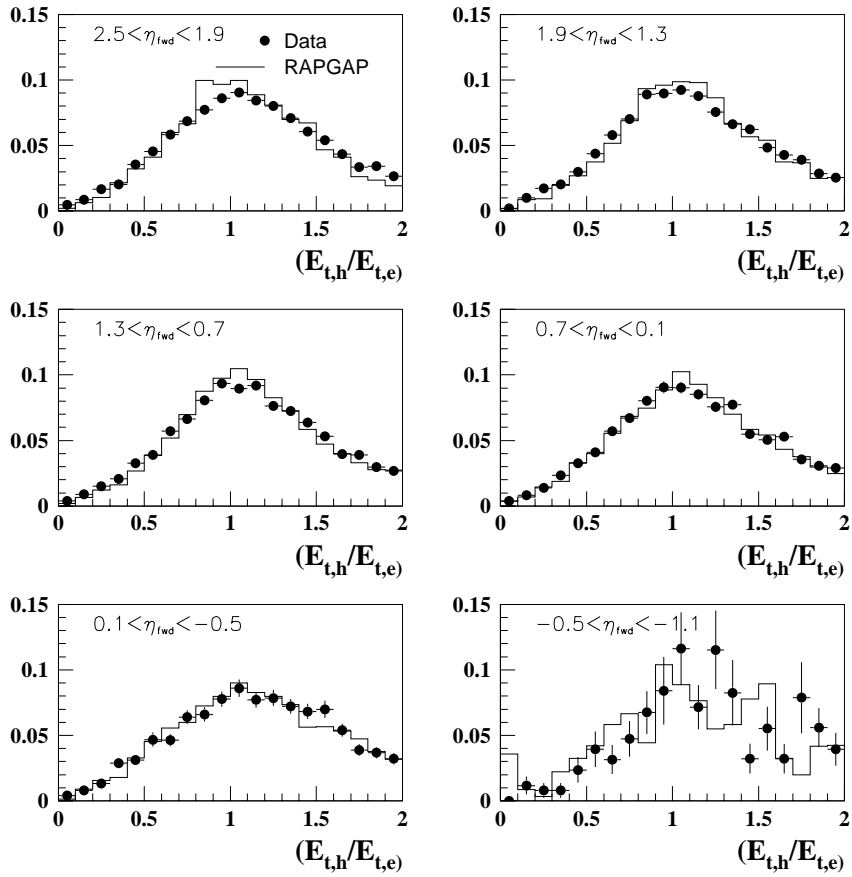 2.5<η_fwd<1.9
Data
RAPGAP
0.15
0.1
0.05
0
0 0.5 1 1.5 2
(E_t,h/E_t,e)
1.9<η_fwd<1.3
0.15
0.1
0.05
0
0 0.5 1 1.5 2
(E_t,h/E_t,e)
1.3<η_fwd<0.7
0.15
0.1
0.05
0
0 0.5 1 1.5 2
(E_t,h/E_t,e)
0.7<η_fwd<0.1
0.15
0.1
0.05
0
0 0.5 1 1.5 2
(E_t,h/E_t,e)
0.1<η_fwd<−0.5
0.15
0.1
0.05
0
0 0.5 1 1.5 2
(E_t,h/E_t,e)
−0.5<η_fwd<−1.1
0.15
0.1
0.05
0
0 0.5 1 1.5 2
(E_t,h/E_t,e)